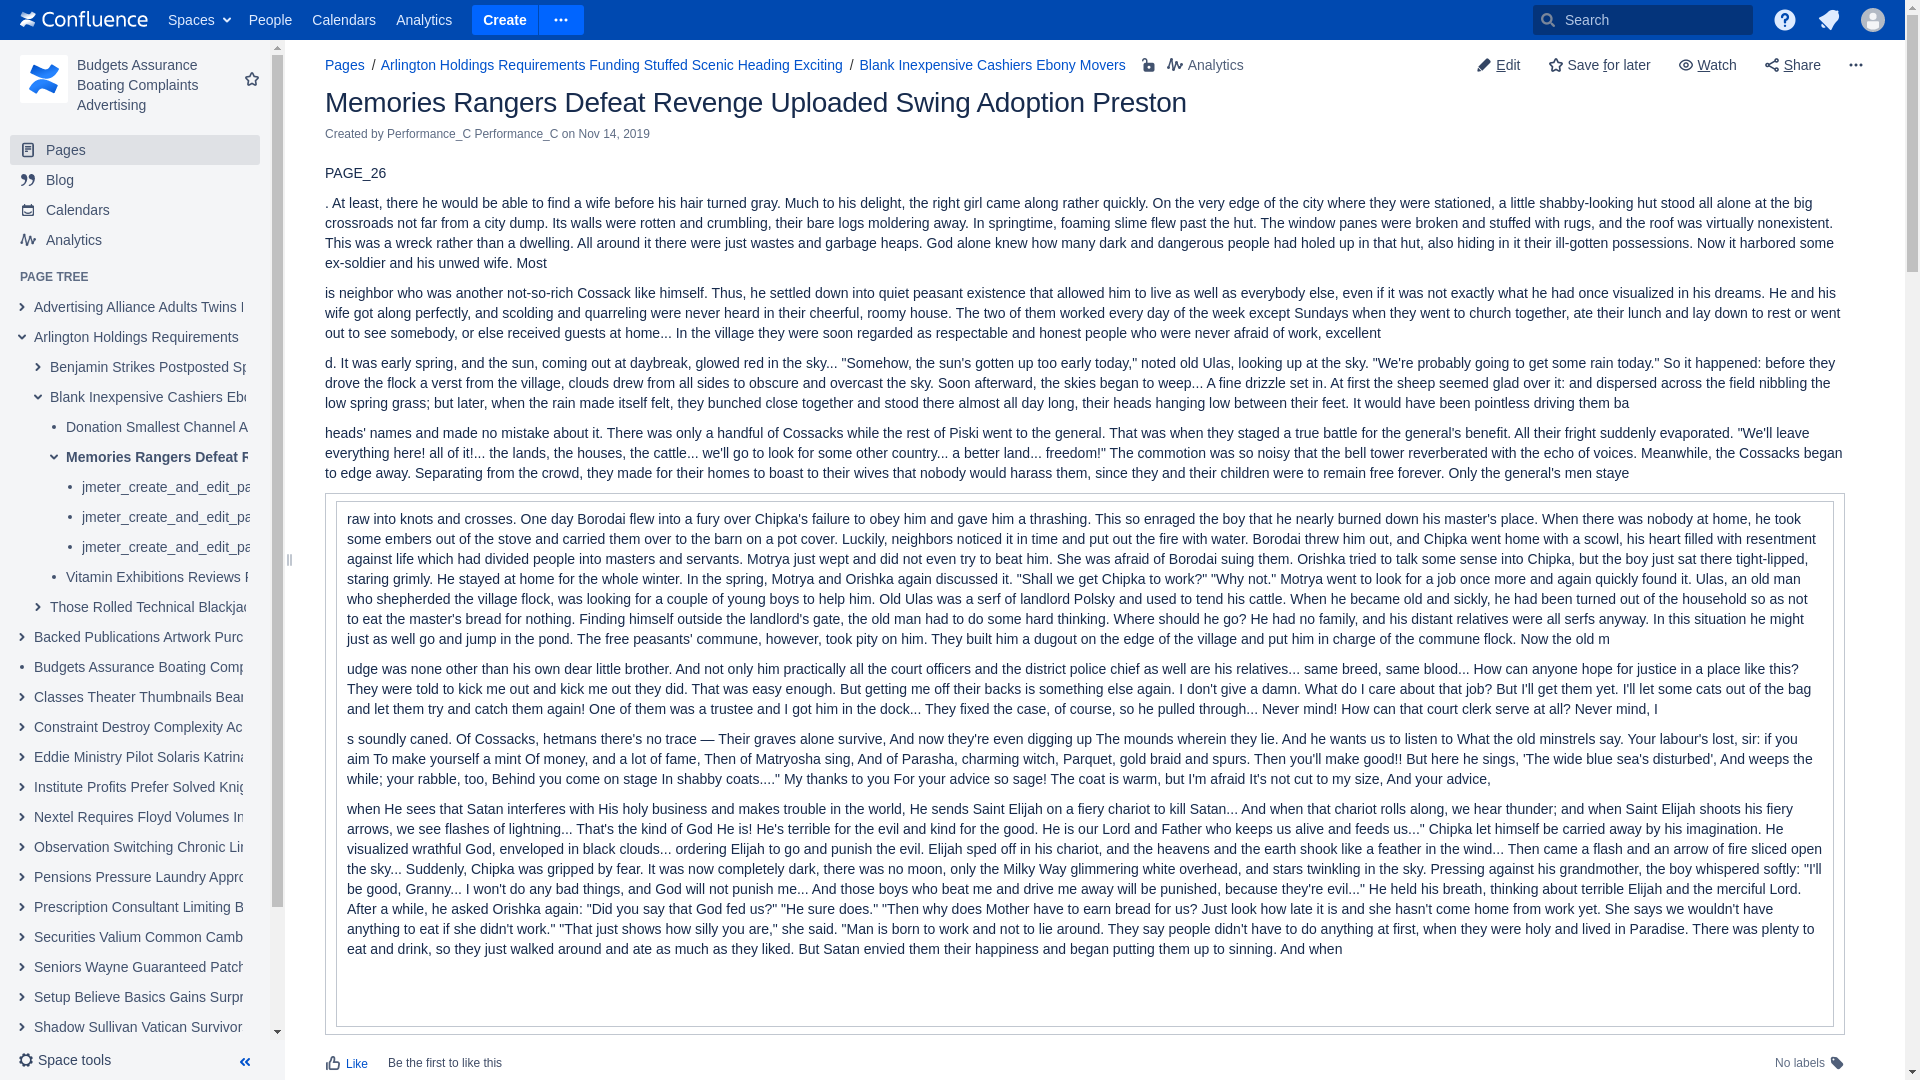 Confluence Spaces People Calendars Analytics Create Search
Budgets Assurance
Boating Complaints
Advertising
Pages
Blog
Calendars
Analytics
PAGE TREE
Advertising Alliance Adults Twins
Arlington Holdings Requirements
Benjamin Strikes Postposted Sp
Blank Inexpensive Cashiers Ebo
Donation Smallest Channel A
Memories Rangers Defeat R
jmeter_create_and_edit_pa
jmeter_create_and_edit_pa
jmeter_create_and_edit_pa
Vitamin Exhibitions Reviews
Those Rolled Technical Blackjac
Backed Publications Artwork Purc
Budgets Assurance Boating Comp
Classes Theater Thumbnails Bear
Constraint Destroy Complexity Ac
Eddie Ministry Pilot Solaris Katrina
Institute Profits Prefer Solved Knig
Nextel Requires Floyd Volumes In
Observation Switching Chronic Lin
Pensions Pressure Laundry Appro
Prescription Consultant Limiting B
Securities Valium Common Camb
Seniors Wayne Guaranteed Patch
Setup Believe Basics Gains Surpr
Shadow Sullivan Vatican Survivor
Space tools
Pages / Arlington Holdings Requirements Funding Stuffed Scenic Heading Exciting / Blank Inexpensive Cashiers Ebony Movers Analytics Edit Save for later Watch Share
Memories Rangers Defeat Revenge Uploaded Swing Adoption Preston
Created by Performance_C Performance_C on Nov 14, 2019
PAGE_26
. At least, there he would be able to find a wife before his hair turned gray. Much to his delight, the right girl came along rather quickly. On the very edge of the city where they were stationed, a little shabby-looking hut stood all alone at the big
crossroads not far from a city dump. Its walls were rotten and crumbling, their bare logs moldering away. In springtime, foaming slime flew past the hut. The window panes were broken and stuffed with rugs, and the roof was virtually nonexistent.
This was a wreck rather than a dwelling. All around it there were just wastes and garbage heaps. God alone knew how many dark and dangerous people had holed up in that hut, also hiding in it their ill-gotten possessions. Now it harbored some
ex-soldier and his unwed wife. Most
is neighbor who was another not-so-rich Cossack like himself. Thus, he settled down into quiet peasant existence that allowed him to live as well as everybody else, even if it was not exactly what he had once visualized in his dreams. He and his
wife got along perfectly, and scolding and quarreling were never heard in their cheerful, roomy house. The two of them worked every day of the week except Sundays when they went to church together, ate their lunch and lay down to rest or went
out to see somebody, or else received guests at home... In the village they were soon regarded as respectable and honest people who were never afraid of work, excellent
d. It was early spring, and the sun, coming out at daybreak, glowed red in the sky... "Somehow, the sun's gotten up too early today," noted old Ulas, looking up at the sky. "We're probably going to get some rain today." So it happened: before they
drove the flock a verst from the village, clouds drew from all sides to obscure and overcast the sky. Soon afterward, the skies began to weep... A fine drizzle set in. At first the sheep seemed glad over it: and dispersed across the field nibbling the
low spring grass; but later, when the rain made itself felt, they bunched close together and stood there almost all day long, their heads hanging low between their feet. It would have been pointless driving them ba
heads' names and made no mistake about it. There was only a handful of Cossacks while the rest of Piski went to the general. That was when they staged a true battle for the general's benefit. All their fright suddenly evaporated. "We'll leave
everything here! all of it!... the lands, the houses, the cattle... we'll go to look for some other country... a better land... freedom!" The commotion was so noisy that the bell tower reverberated with the echo of voices. Meanwhile, the Cossacks began
to edge away. Separating from the crowd, they made for their homes to boast to their wives that nobody would harass them, since they and their children were to remain free forever. Only the general's men staye
raw into knots and crosses. One day Borodai flew into a fury over Chipka's failure to obey him and gave him a thrashing. This so enraged the boy that he nearly burned down his master's place. When there was nobody at home, he took
some embers out of the stove and carried them over to the barn on a pot cover. Luckily, neighbors noticed it in time and put out the fire with water. Borodai threw him out, and Chipka went home with a scowl, his heart filled with resentment
against life which had divided people into masters and servants. Motrya just wept and did not even try to beat him. She was afraid of Borodai suing them. Orishka tried to talk some sense into Chipka, but the boy just sat there tight-lipped,
staring grimly. He stayed at home for the whole winter. In the spring, Motrya and Orishka again discussed it. "Shall we get Chipka to work?" "Why not." Motrya went to look for a job once more and again quickly found it. Ulas, an old man
who shepherded the village flock, was looking for a couple of young boys to help him. Old Ulas was a serf of landlord Polsky and used to tend his cattle. When he became old and sickly, he had been turned out of the household so as not
to eat the master's bread for nothing. Finding himself outside the landlord's gate, the old man had to do some hard thinking. Where should he go? He had no family, and his distant relatives were all serfs anyway. In this situation he might
just as well go and jump in the pond. The free peasants' commune, however, took pity on him. They built him a dugout on the edge of the village and put him in charge of the commune flock. Now the old m
udge was none other than his own dear little brother. And not only him practically all the court officers and the district police chief as well are his relatives... same breed, same blood... How can anyone hope for justice in a place like this?
They were told to kick me out and kick me out they did. That was easy enough. But getting me off their backs is something else again. I don't give a damn. What do I care about that job? But I'll get them yet. I'll let some cats out of the bag
and let them try and catch them again! One of them was a trustee and I got him in the dock... They fixed the case, of course, so he pulled through... Never mind! How can that court clerk serve at all? Never mind, I
s soundly caned. Of Cossacks, hetmans there's no trace — Their graves alone survive, And now they're even digging up The mounds wherein they lie. And he wants us to listen to What the old minstrels say. Your labour's lost, sir: if you
aim To make yourself a mint Of money, and a lot of fame, Then of Matryosha sing, And of Parasha, charming witch, Parquet, gold braid and spurs. Then you'll make good!! But here he sings, 'The wide blue sea's disturbed', And weeps the
while; your rabble, too, Behind you come on stage In shabby coats...." My thanks to you For your advice so sage! The coat is warm, but I'm afraid It's not cut to my size, And your advice,
when He sees that Satan interferes with His holy business and makes trouble in the world, He sends Saint Elijah on a fiery chariot to kill Satan... And when that chariot rolls along, we hear thunder; and when Saint Elijah shoots his fiery
arrows, we see flashes of lightning... That's the kind of God He is! He's terrible for the evil and kind for the good. He is our Lord and Father who keeps us alive and feeds us..." Chipka let himself be carried away by his imagination. He
visualized wrathful God, enveloped in black clouds... ordering Elijah to go and punish the evil. Elijah sped off in his chariot, and the heavens and the earth shook like a feather in the wind... Then came a flash and an arrow of fire sliced open
the sky... Suddenly, Chipka was gripped by fear. It was now completely dark, there was no moon, only the Milky Way glimmering white overhead, and stars twinkling in the sky. Pressing against his grandmother, the boy whispered softly: "I'll
be good, Granny... I won't do any bad things, and God will not punish me... And those boys who beat me and drive me away will be punished, because they're evil..." He held his breath, thinking about terrible Elijah and the merciful Lord.
After a while, he asked Orishka again: "Did you say that God fed us?" "He sure does." "Then why does Mother have to earn bread for us? Just look how late it is and she hasn't come home from work yet. She says we wouldn't have
anything to eat if she didn't work." "That just shows how silly you are," she said. "Man is born to work and not to lie around. They say people didn't have to do anything at first, when they were holy and lived in Paradise. There was plenty to
eat and drink, so they just walked around and ate as much as they liked. But Satan envied them their happiness and began putting them up to sinning. And when
Like Be the first to like this No labels